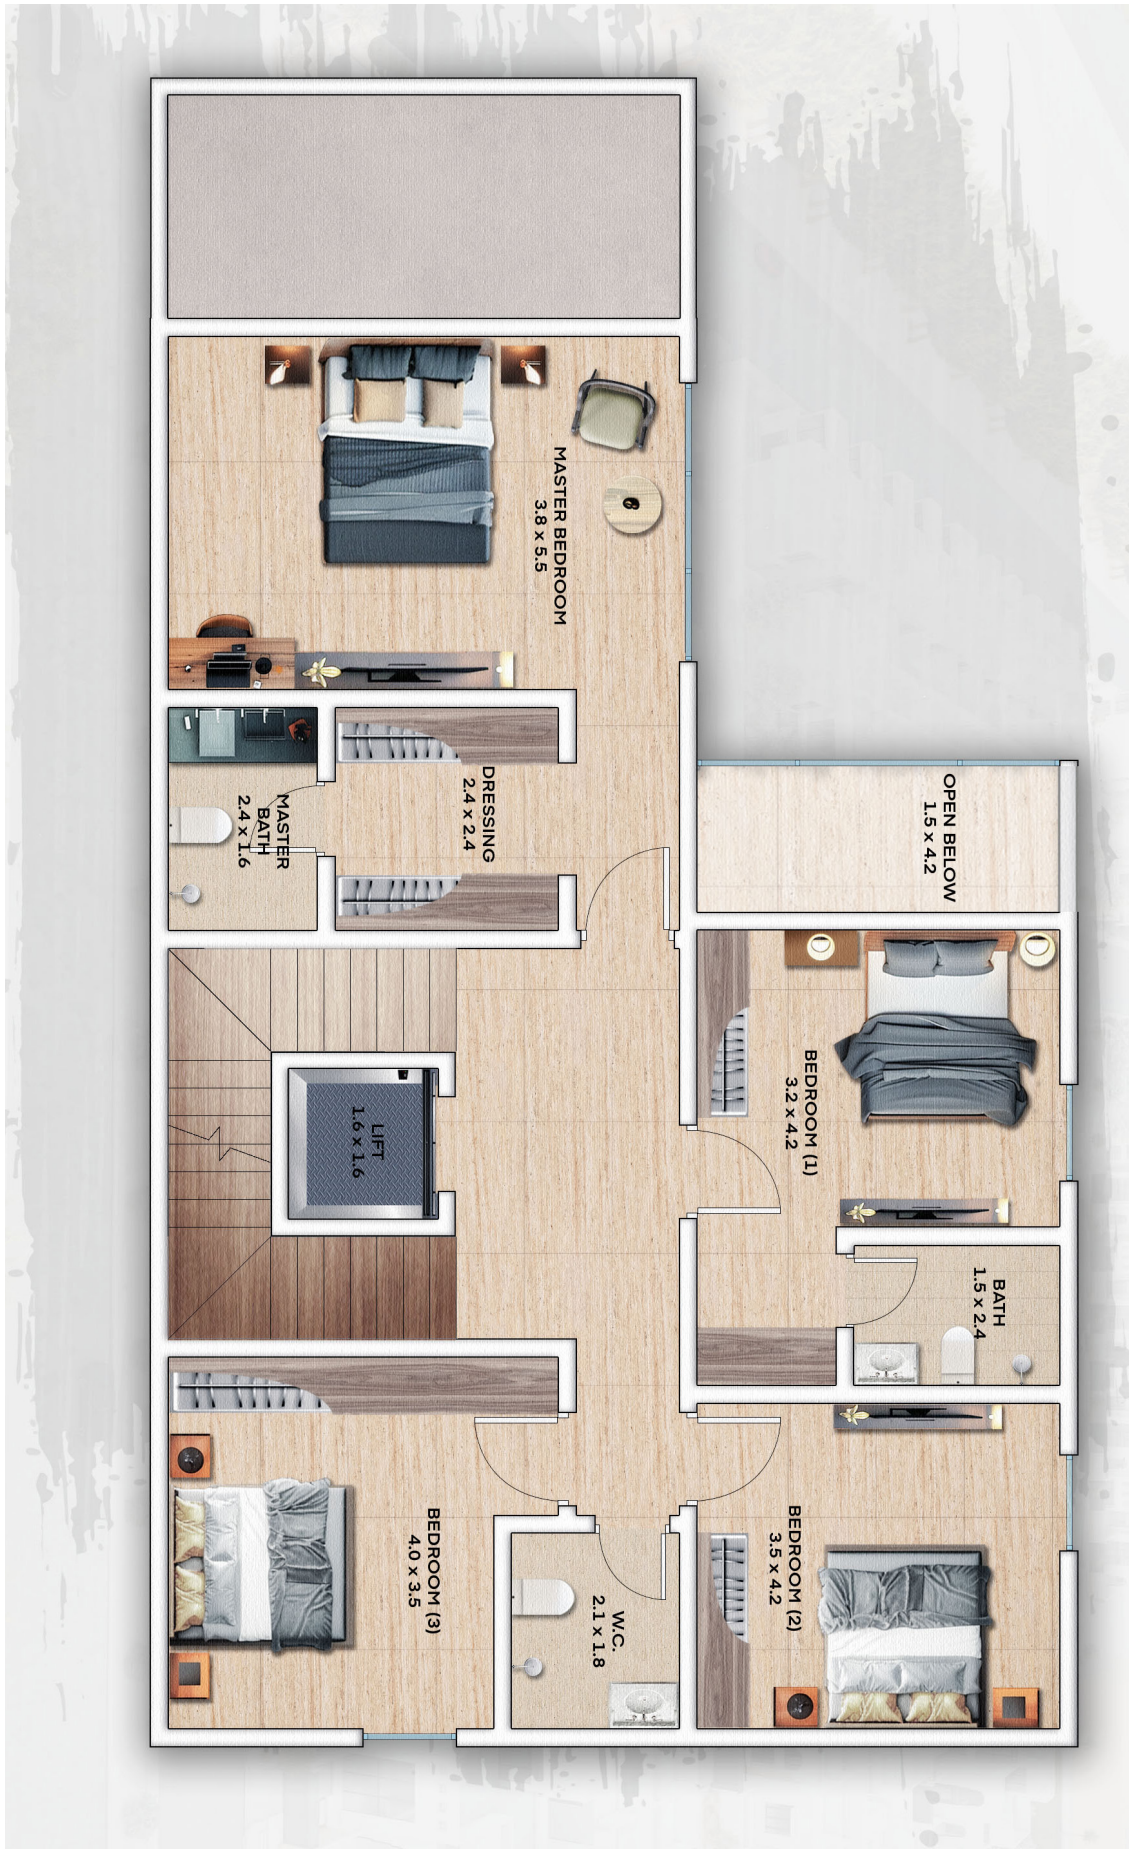 MASTER BEDROOM
3.8 x 5.5
DRESSING
2.4 x 2.4
MASTER
BATH
2.4 x 1.6
OPEN BELOW
1.5 x 4.2
LIFT
1.6 x 1.6
BEDROOM (1)
3.2 x 4.2
BATH
1.5 x 2.4
BEDROOM (3)
4.0 x 3.5
W.C.
2.1 x 1.8
BEDROOM (2)
3.5 x 4.2